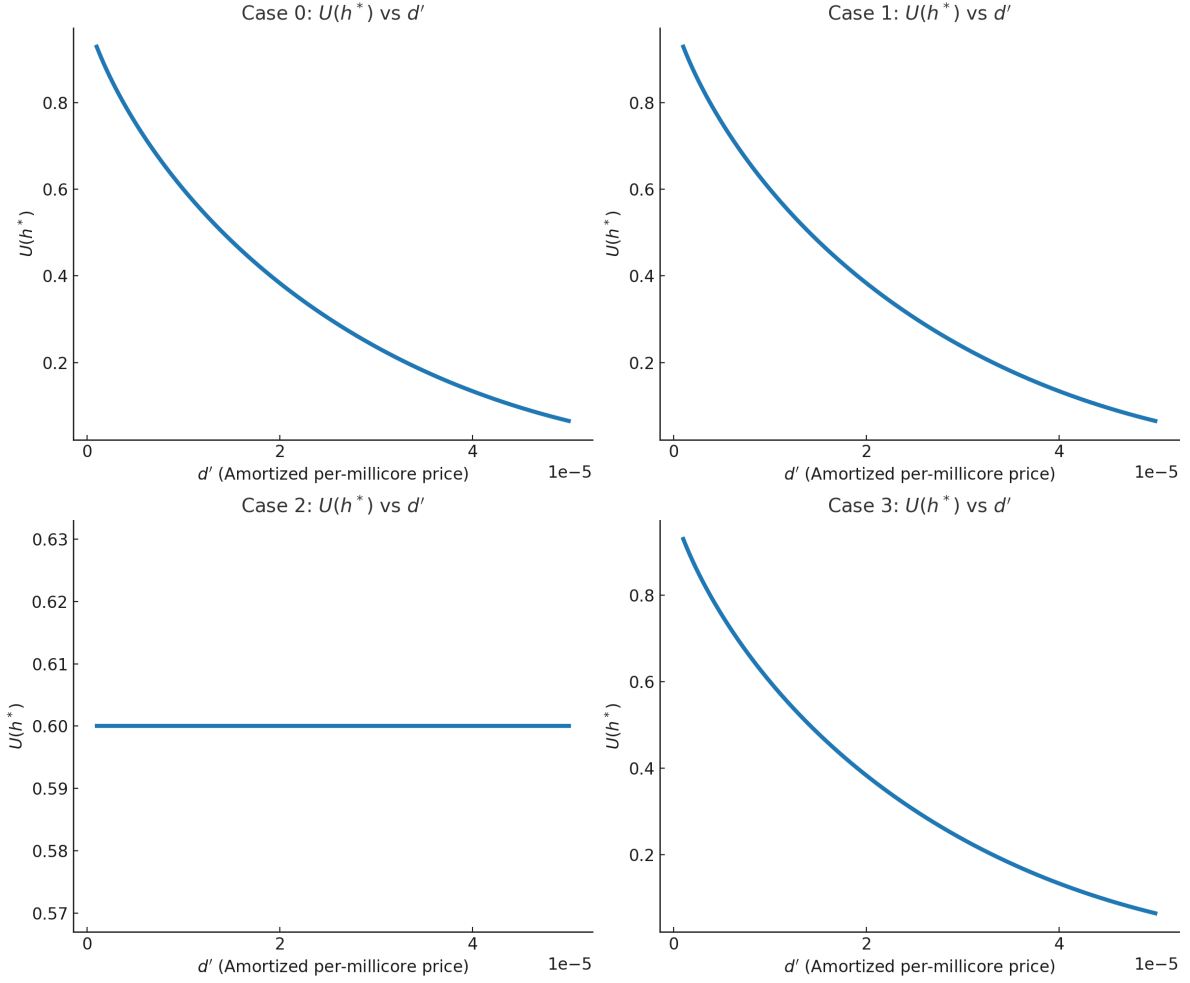 Case 0: U(h*) vs d′
U(h*)
0.8
0.6
0.4
0.2
0 2 4
1e−5
d′ (Amortized per-millicore price)
Case 1: U(h*) vs d′
U(h*)
0.8
0.6
0.4
0.2
0 2 4
1e−5
d′ (Amortized per-millicore price)
Case 2: U(h*) vs d′
U(h*)
0.63
0.62
0.61
0.60
0.59
0.58
0.57
0 2 4
1e−5
d′ (Amortized per-millicore price)
Case 3: U(h*) vs d′
U(h*)
0.8
0.6
0.4
0.2
0 2 4
1e−5
d′ (Amortized per-millicore price)